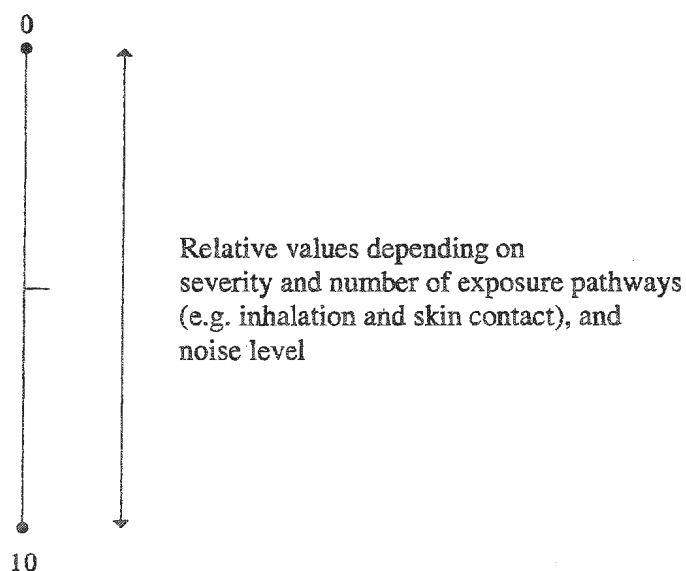 0
Relative values depending on
severity and number of exposure pathways
(e.g. inhalation and skin contact), and
noise level
10